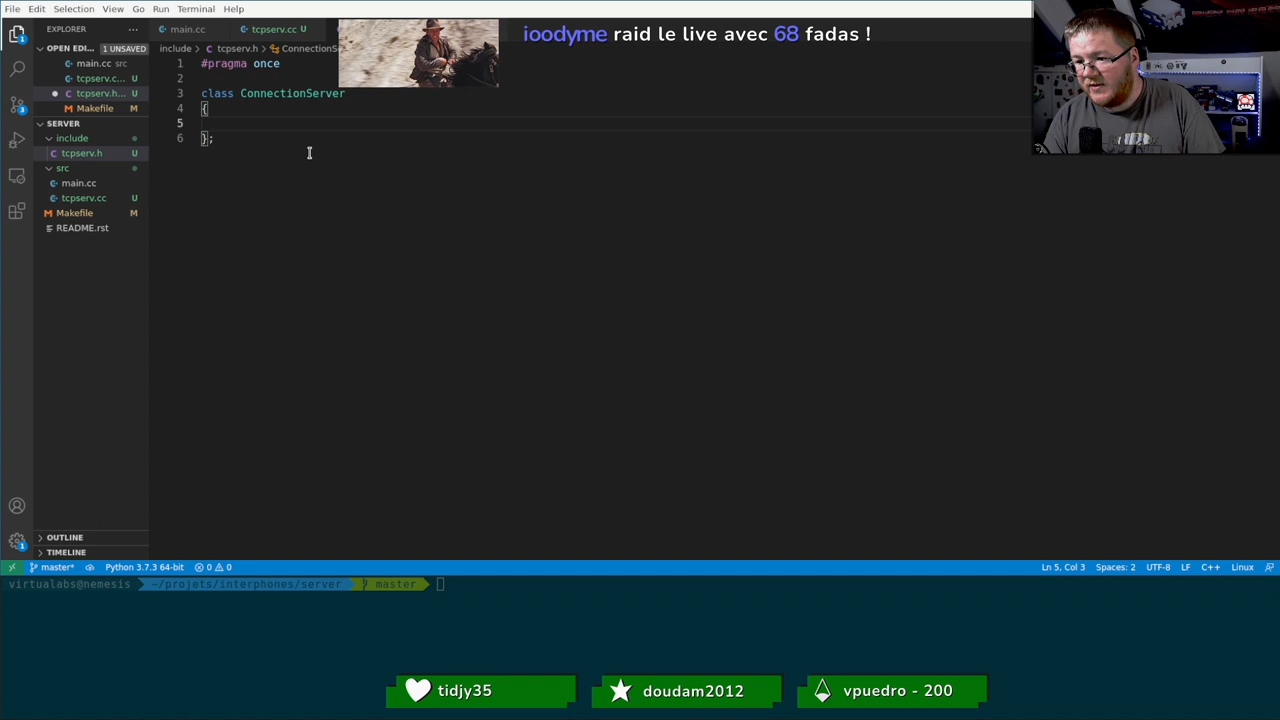 File Edit Selection View Go Run Terminal Help
EXPLORER ···
OPEN EDI... 1 UNSAVED
main.cc src
tcpserv.c... U
tcpserv.h... U
Makefile M
SERVER
include
tcpserv.h U
src
main.cc
tcpserv.cc U
Makefile M
README.rst
OUTLINE
TIMELINE
main.cc tcpserv.cc U
include > tcpserv.h > ConnectionS
1 #pragma once
2
3 class ConnectionServer
4 {
5
6 };
ioodyme raid le live avec 68 fadas !
master* Python 3.7.3 64-bit 0 0 Ln 5, Col 3 Spaces: 2 UTF-8 LF C++ Linux
virtualabs@nemesis ~/projets/interphones/server master
tidjy35 doudam2012 vpuedro - 200